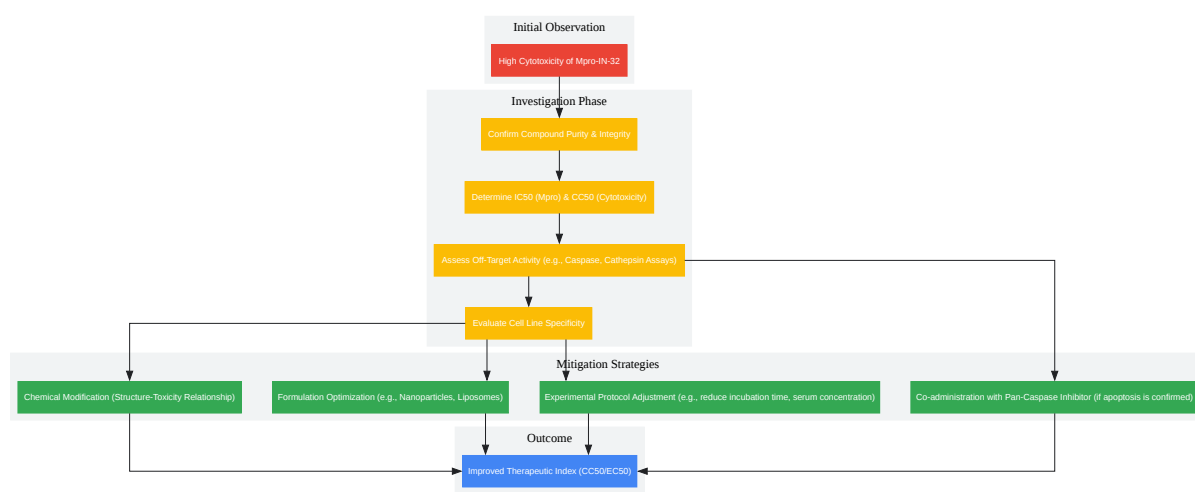 Initial Observation
High Cytotoxicity of Mpro-IN-32
Investigation Phase
Confirm Compound Purity & Integrity
Determine IC50 (Mpro) & CC50 (Cytotoxicity)
Assess Off-Target Activity (e.g., Caspase, Cathepsin Assays)
Evaluate Cell Line Specificity
Mitigation Strategies
Chemical Modification (Structure-Toxicity Relationship)
Formulation Optimization (e.g., Nanoparticles, Liposomes)
Experimental Protocol Adjustment (e.g., reduce incubation time, serum concentration)
Co-administration with Pan-Caspase Inhibitor (if apoptosis is confirmed)
Outcome
Improved Therapeutic Index (CC50/EC50)